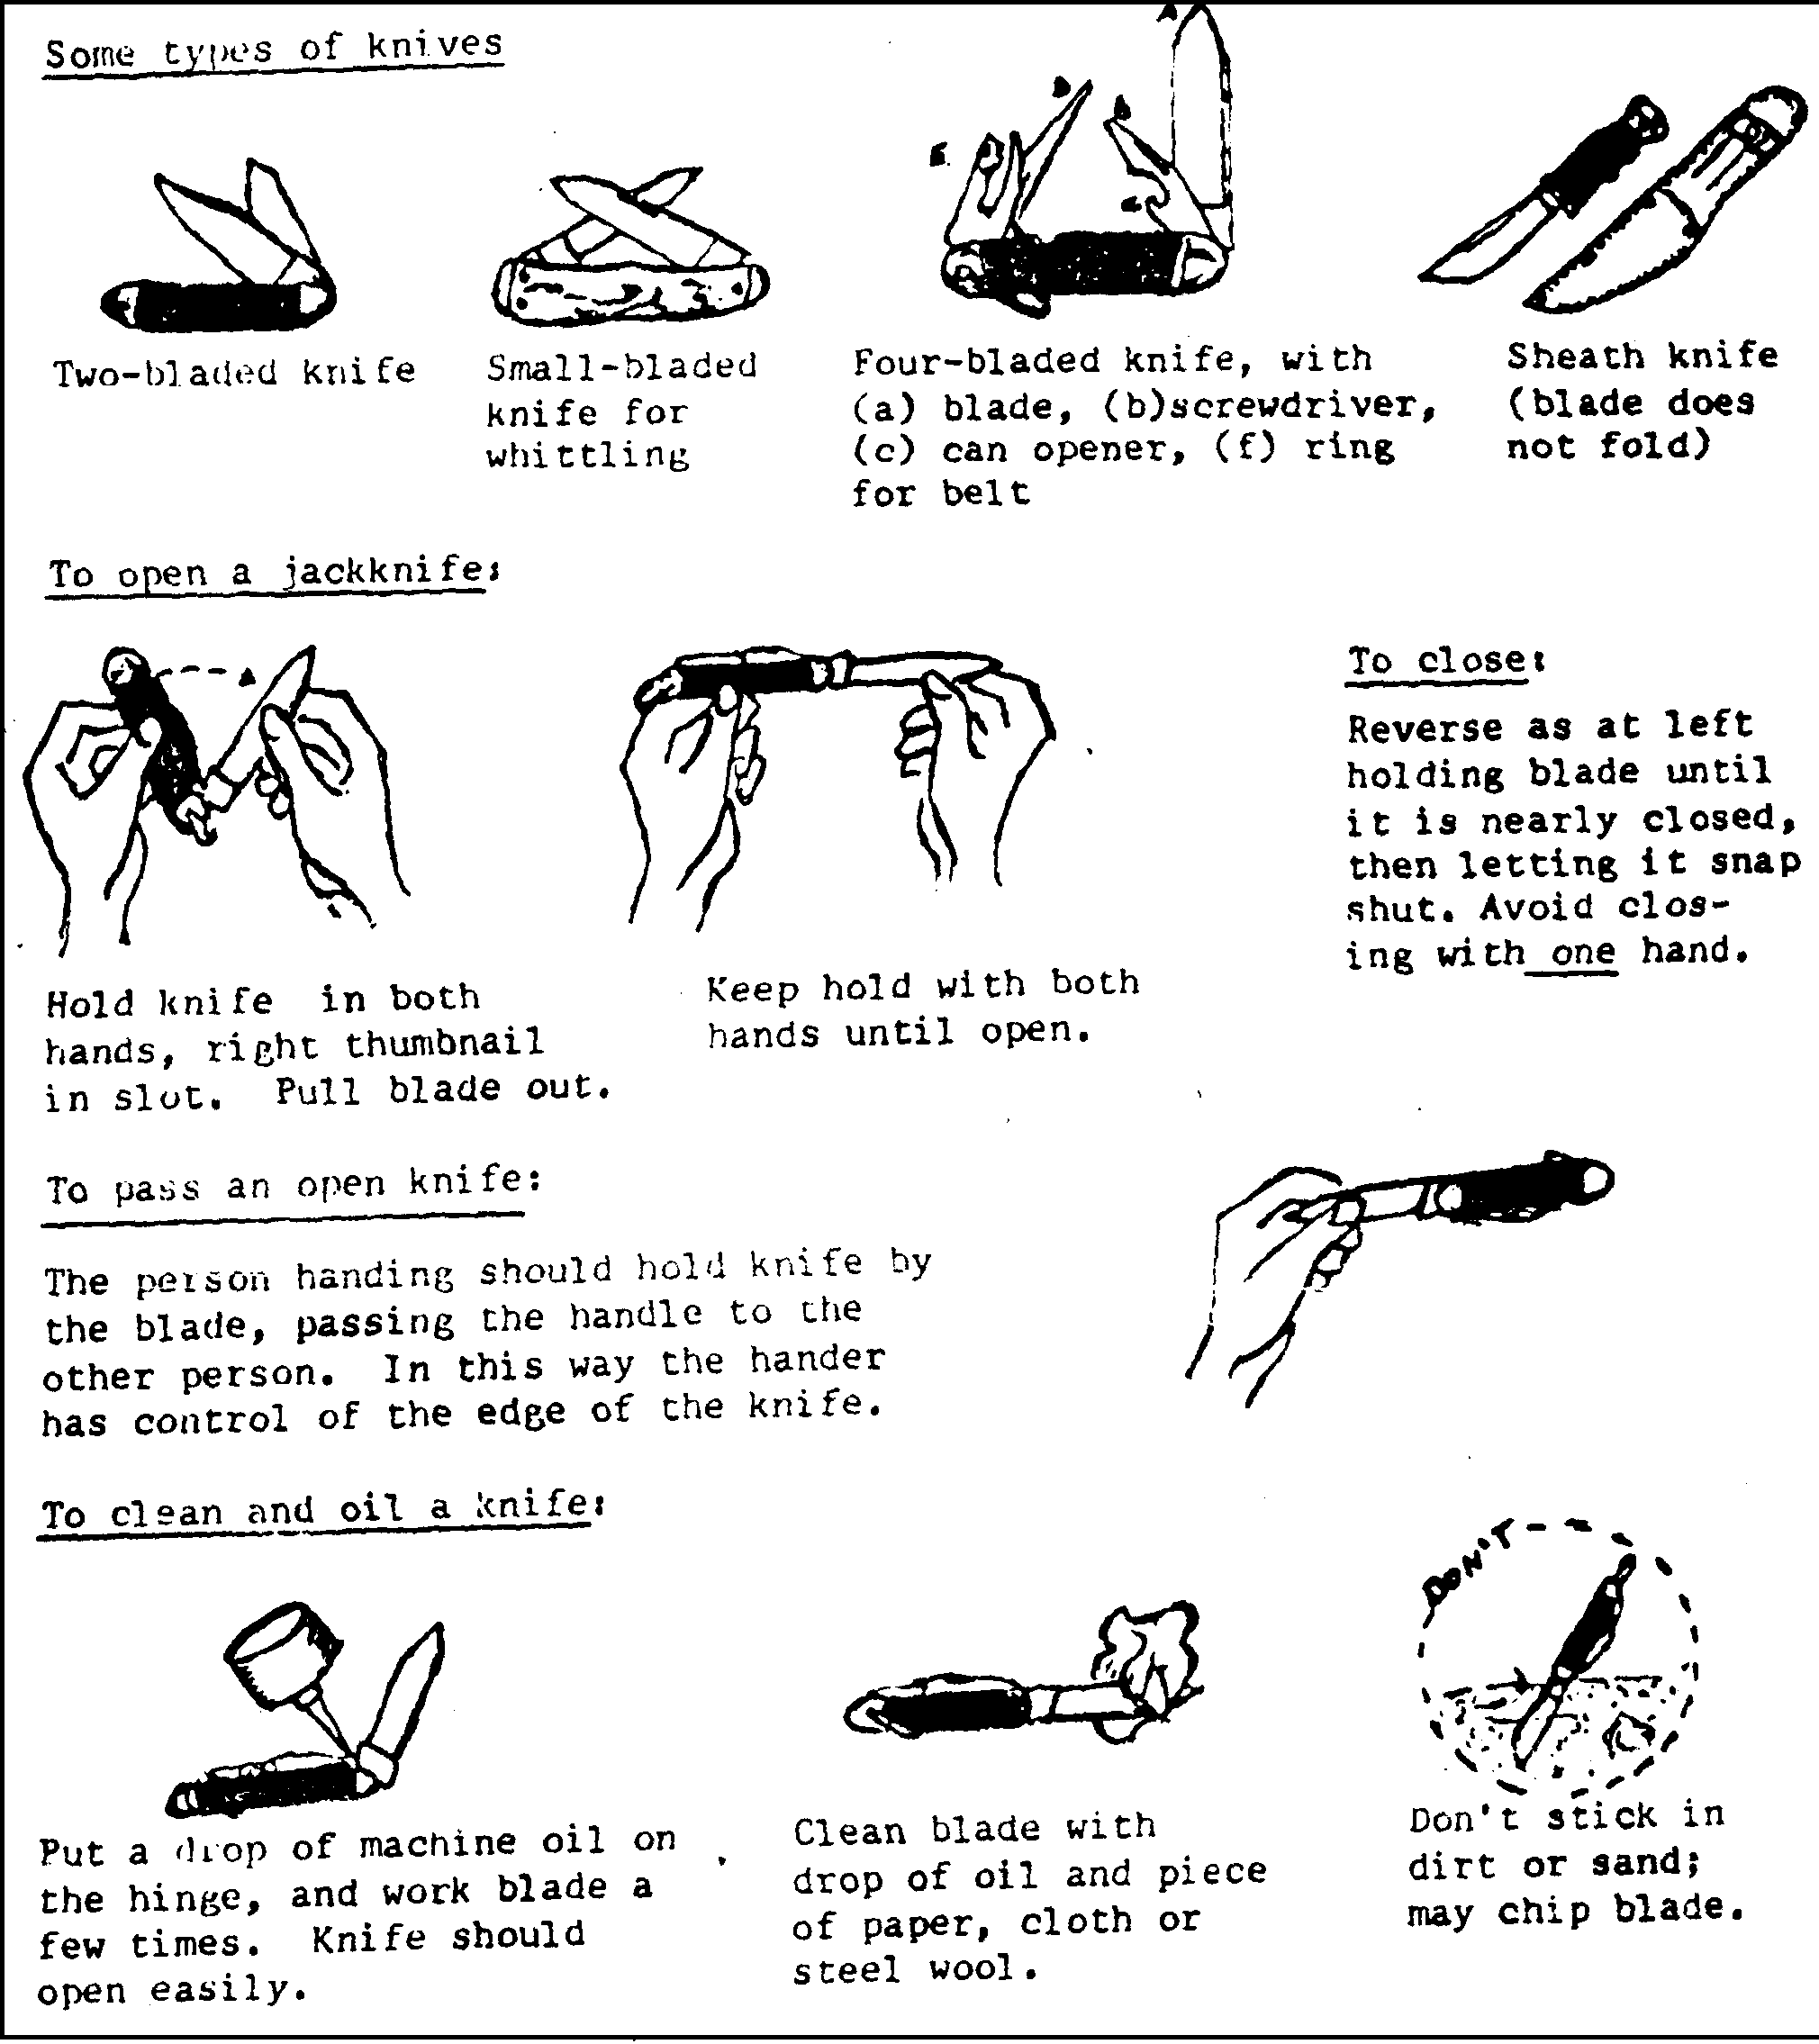 Some types of knives
Two-bladed knife
Small-bladed
knife for
whittling
Four-bladed knife, with
(a) blade, (b)screwdriver,
(c) can opener, (f) ring
for belt
Sheath knife
(blade does
not fold)
To open a jackknife:
Hold knife in both
hands, right thumbnail
in slot. Pull blade out.
Keep hold with both
hands until open.
To close:
Reverse as at left
holding blade until
it is nearly closed,
then letting it snap
shut. Avoid clos-
ing with one hand.
To pass an open knife:
The person handing should hold knife by
the blade, passing the handle to the
other person. In this way the hander
has control of the edge of the knife.
To clean and oil a knife:
Put a drop of machine oil on
the hinge, and work blade a
few times. Knife should
open easily.
Clean blade with
drop of oil and piece
of paper, cloth or
steel wool.
DON'T
Don't stick in
dirt or sand;
may chip blade.